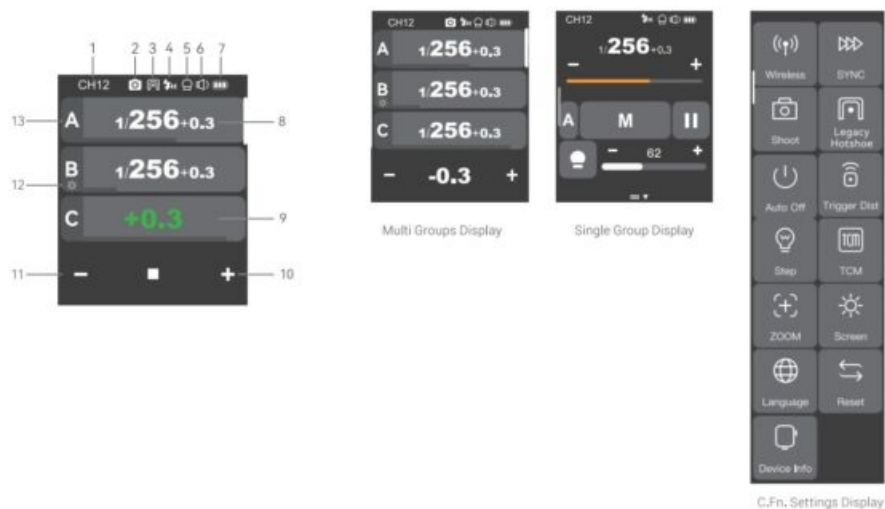 1 2 3 4 5 6 7
CH12
13 A 1/256+0.3 8
B 1/256+0.3
12
C +0.3 9
11 − + 10
CH12
A 1/256+0.3
B 1/256+0.3
C 1/256+0.3
− -0.3 +
Multi Groups Display
CH12
1/256+0.3
− +
A M
− 62 +
Single Group Display
Wireless SYNC
Shoot Legacy
Hotshoe
Auto Off Trigger Dist
TCM
Step TCM
ZOOM Screen
Language Reset
Device Info
C.Fn. Settings Display